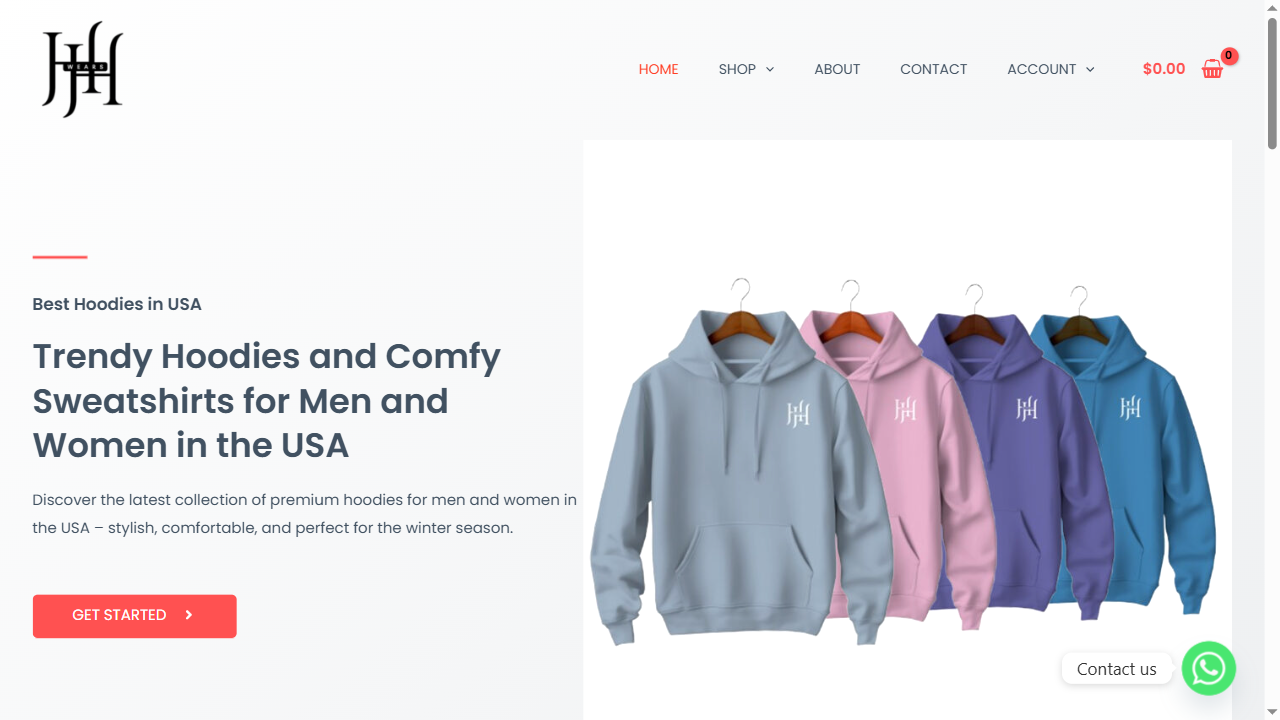 WEARS
HOME SHOP ABOUT CONTACT ACCOUNT $0.00 0
Best Hoodies in USA
Trendy Hoodies and Comfy
Sweatshirts for Men and
Women in the USA
Discover the latest collection of premium hoodies for men and women in
the USA – stylish, comfortable, and perfect for the winter season.
GET STARTED
Contact us